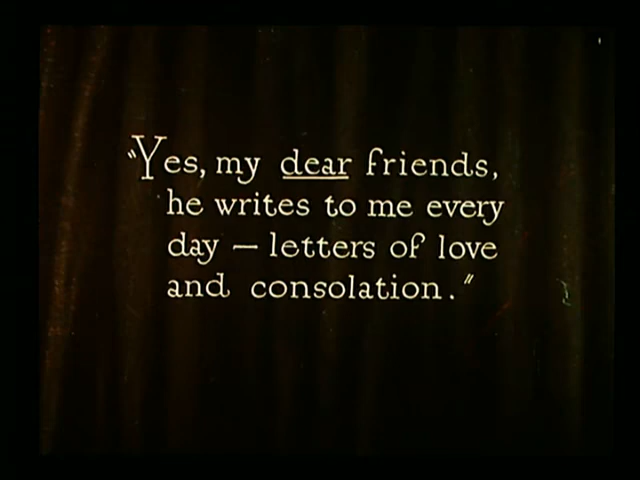 "Yes, my dear friends,
he writes to me every
day — letters of love
and consolation."